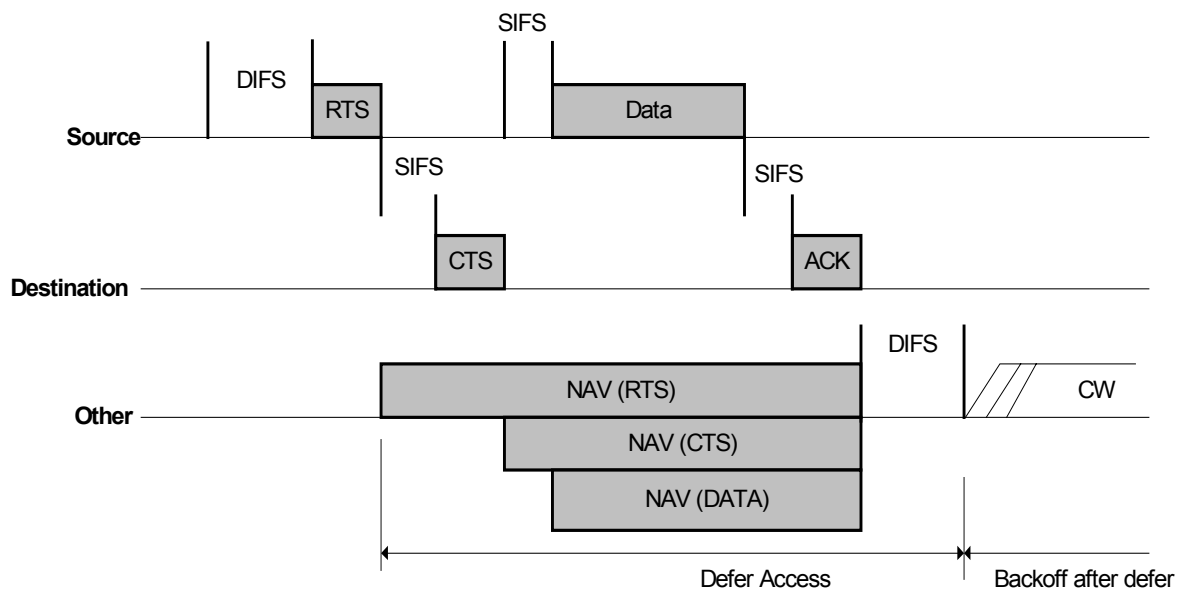 SIFS
DIFS
RTS
Data
Source
SIFS
SIFS
CTS
ACK
Destination
DIFS
NAV (RTS)
CW
Other
NAV (CTS)
NAV (DATA)
Defer Access
Backoff after defer